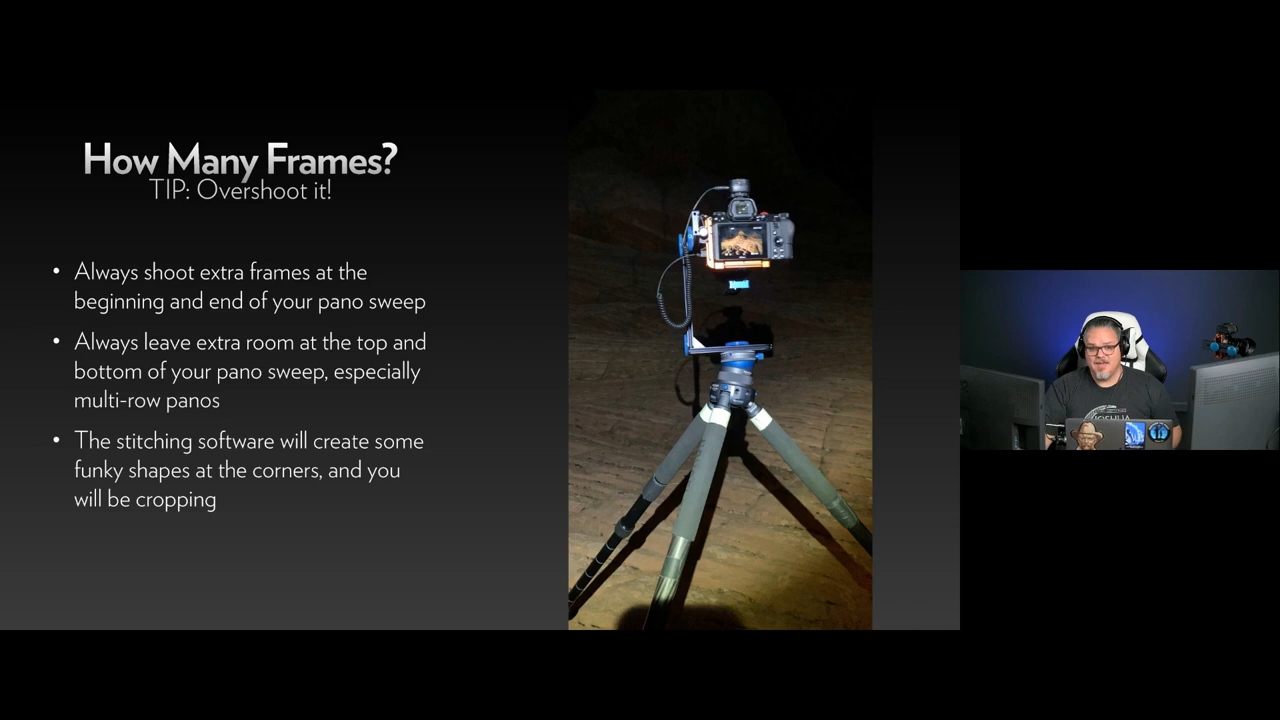 How Many Frames?
TIP: Overshoot it!
• Always shoot extra frames at the
beginning and end of your pano sweep
• Always leave extra room at the top and
bottom of your pano sweep, especially
multi-row panos
• The stitching software will create some
funky shapes at the corners, and you
will be cropping
JOSHUA